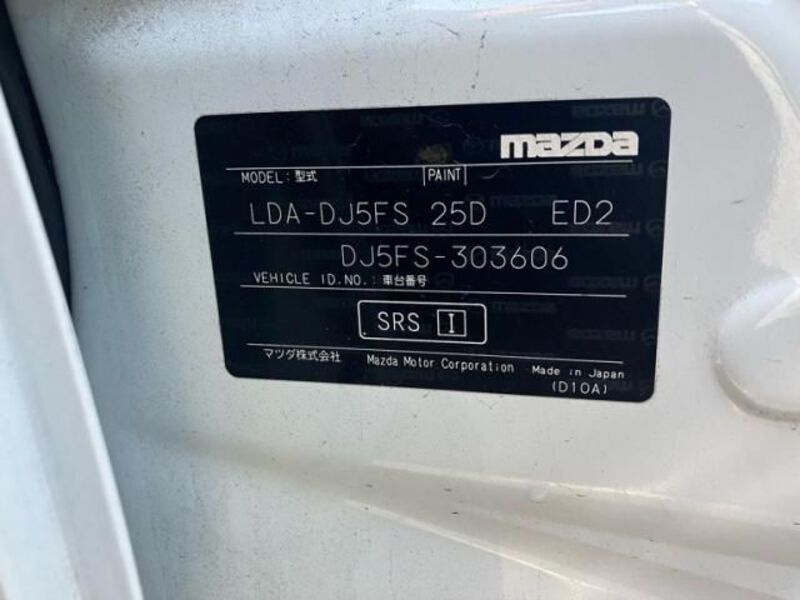 mazda
MODEL: 型式 PAINT
LDA-DJ5FS 25D ED2
DJ5FS-303606
VEHICLE ID.NO.: 車台番号
SRS I
マツダ株式会社 Mazda Motor Corporation Made in Japan
(D10A)